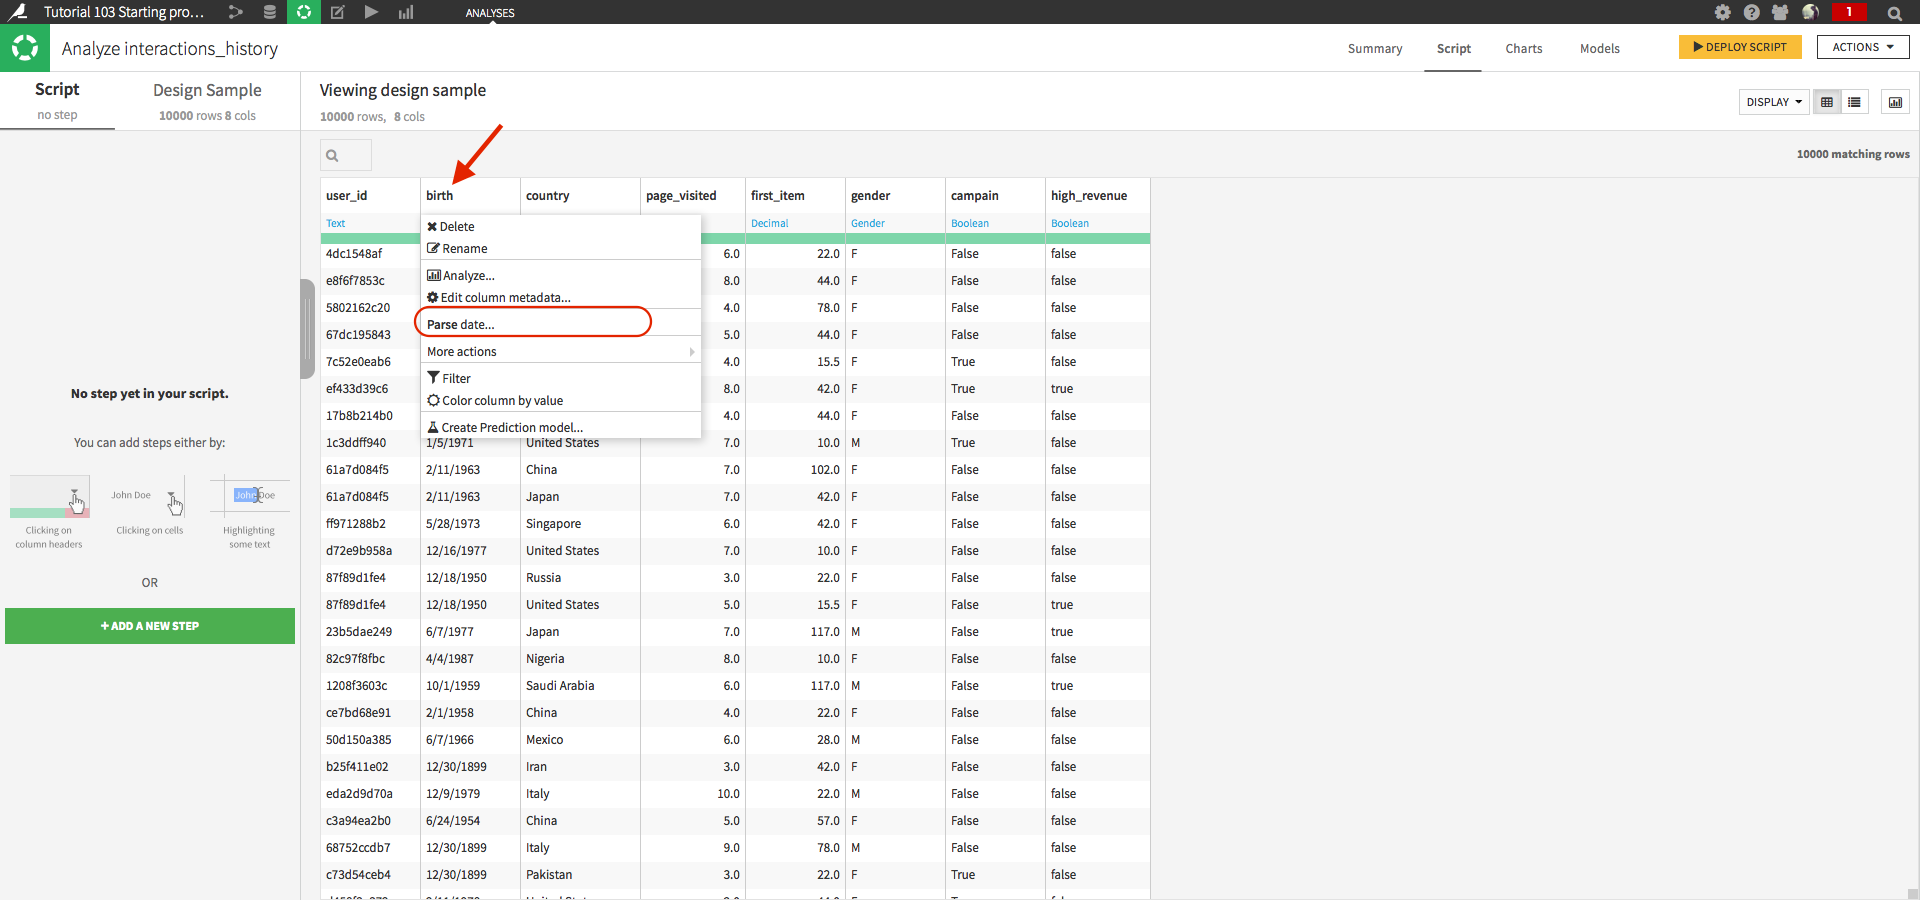 Tutorial 103 Starting pro...
ANALYSES
1
Analyze interactions_history
Summary
Script
Charts
Models
DEPLOY SCRIPT
ACTIONS
Script
no step
Design Sample
10000 rows 8 cols
Viewing design sample
10000 rows, 8 cols
DISPLAY
10000 matching rows
user_id birth country page_visited first_item gender campain high_revenue
Text Decimal Gender Boolean Boolean
Delete
Rename
Analyze...
Edit column metadata...
Parse date...
More actions
Filter
Color column by value
Create Prediction model...
4dc1548af 6.0 22.0 F False false
e8f6f7853c 8.0 44.0 F False false
5802162c20 4.0 78.0 F False false
67dc195843 5.0 44.0 F False false
7c52e0eab6 4.0 15.5 F True false
ef433d39c6 8.0 42.0 F True true
17b8b214b0 4.0 44.0 F False false
1c3ddff940 1/5/1971 United States 7.0 10.0 M True false
61a7d084f5 2/11/1963 China 7.0 102.0 F False false
61a7d084f5 2/11/1963 Japan 7.0 42.0 F False false
ff971288b2 5/28/1973 Singapore 6.0 42.0 F False false
d72e9b958a 12/16/1977 United States 7.0 10.0 F False false
87f89d1fe4 12/18/1950 Russia 3.0 22.0 F False false
87f89d1fe4 12/18/1950 United States 5.0 15.5 F False true
23b5dae249 6/7/1977 Japan 7.0 117.0 M False true
82c97f8fbc 4/4/1987 Nigeria 8.0 10.0 F False false
1208f3603c 10/1/1959 Saudi Arabia 6.0 117.0 M False true
ce7bd68e91 2/1/1958 China 4.0 22.0 F False false
50d150a385 6/7/1966 Mexico 6.0 28.0 M False false
b25f411e02 12/30/1899 Iran 3.0 42.0 F False false
eda2d9d70a 12/9/1979 Italy 10.0 22.0 M False false
c3a94ea2b0 6/24/1954 China 5.0 57.0 F False false
68752ccdb7 12/30/1899 Italy 9.0 78.0 M False false
c73d54ceb4 12/30/1899 Pakistan 3.0 22.0 F True false
No step yet in your script.
You can add steps either by:
John Doe
John Doe
Clicking on
column headers
Clicking on cells
Highlighting
some text
OR
+ ADD A NEW STEP